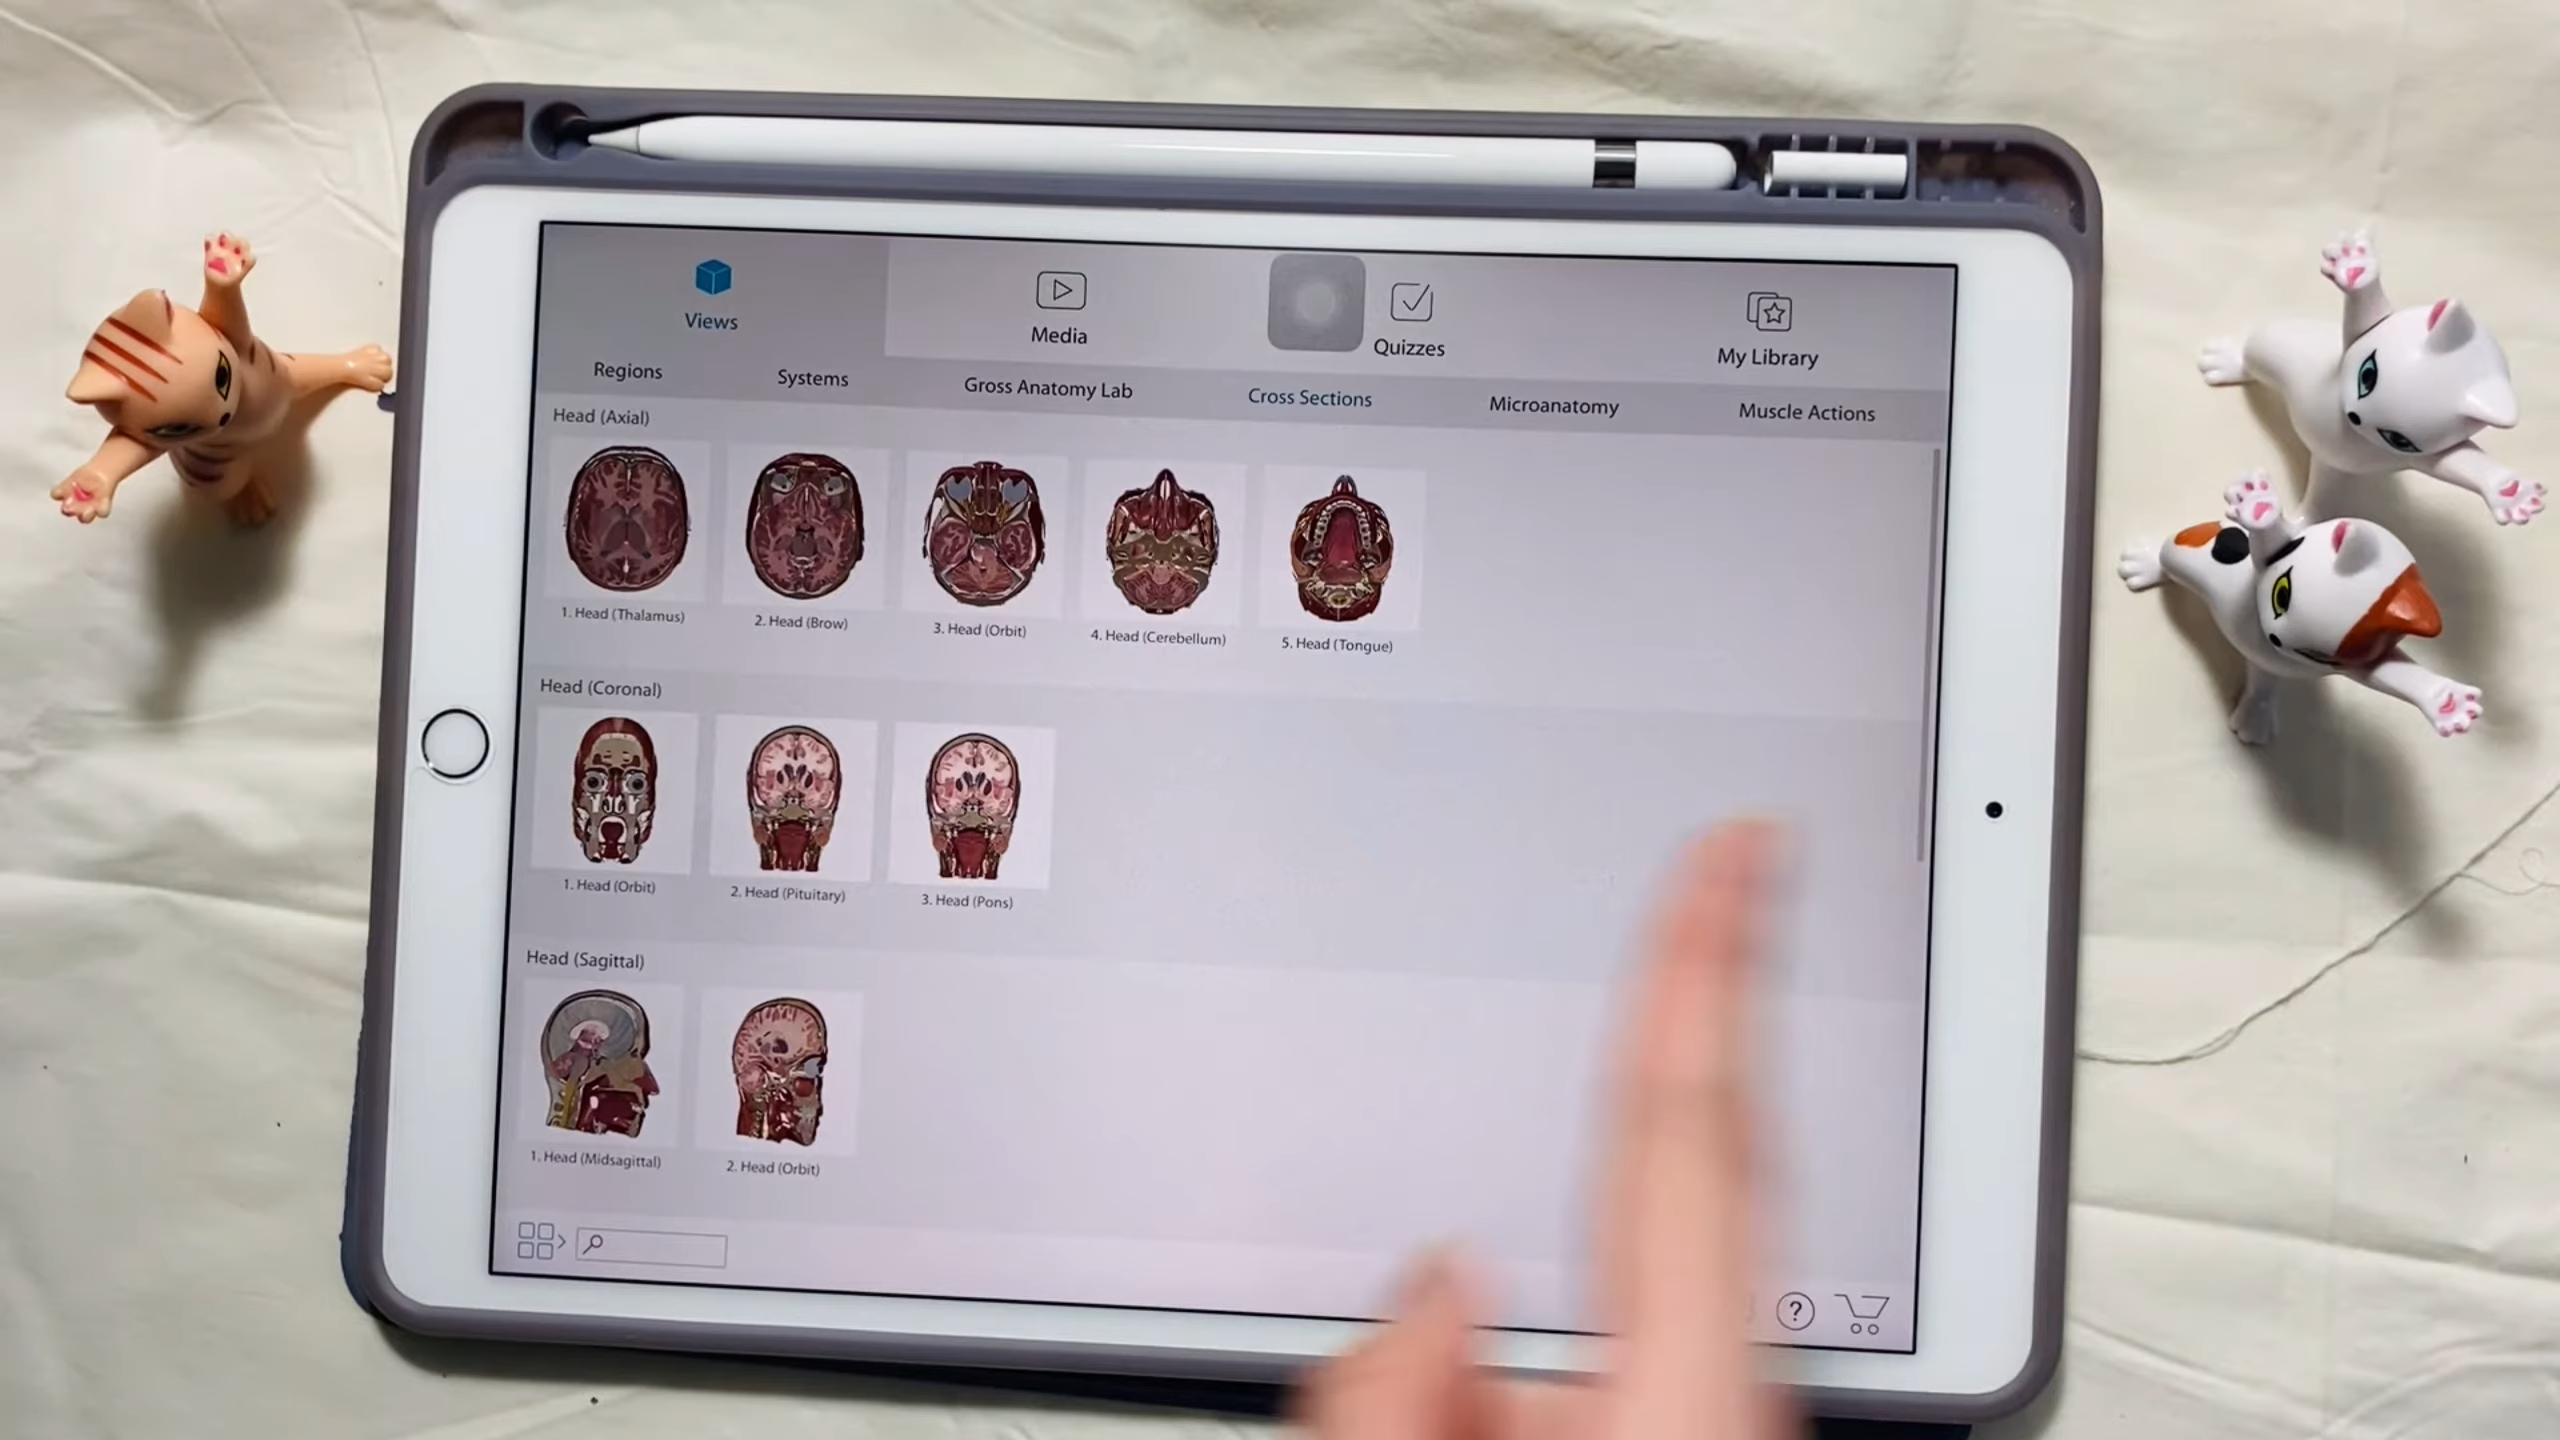 Views
Media
Quizzes
My Library
Regions
Systems
Gross Anatomy Lab
Cross Sections
Microanatomy
Muscle Actions
Head (Axial)
1. Head (Thalamus)
2. Head (Brow)
3. Head (Orbit)
4. Head (Cerebellum)
5. Head (Tongue)
Head (Coronal)
1. Head (Orbit)
2. Head (Pituitary)
3. Head (Pons)
Head (Sagittal)
1. Head (Midsagittal)
2. Head (Orbit)
?